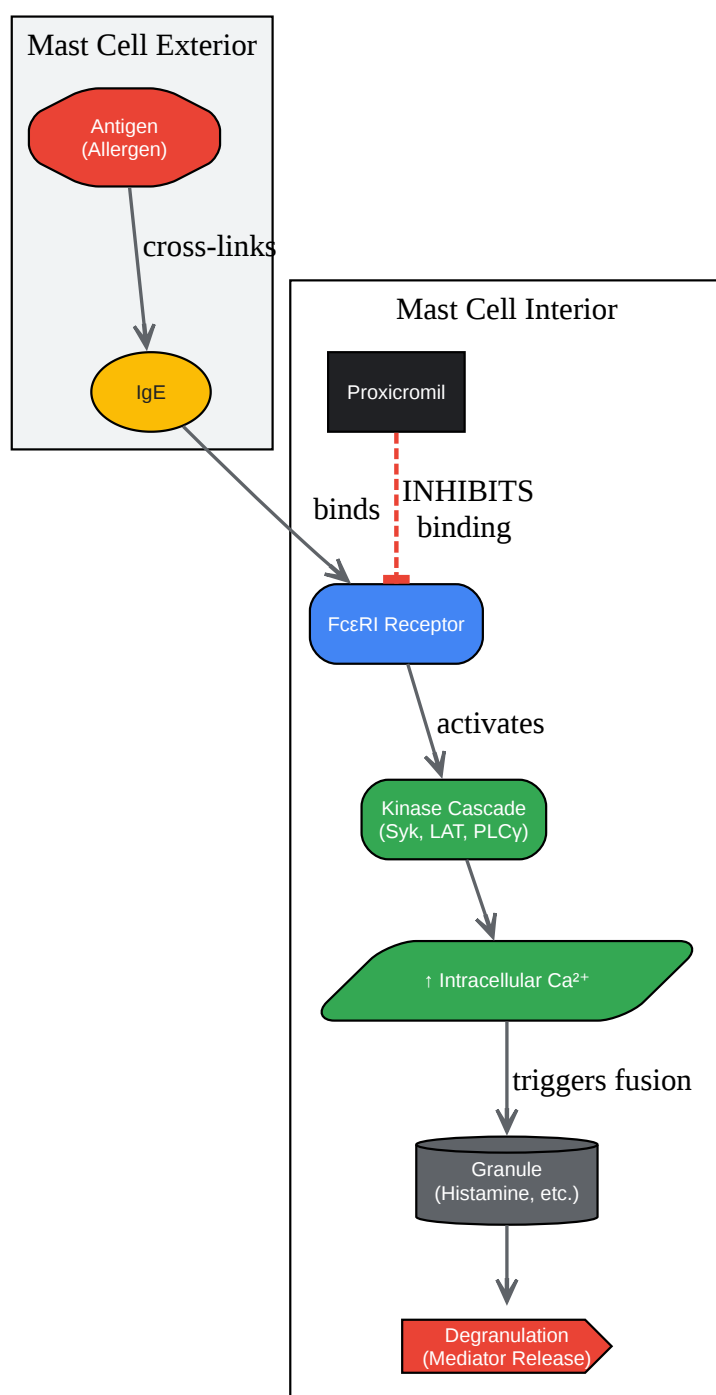 Mast Cell Exterior
Antigen
(Allergen)
cross-links
Mast Cell Interior
IgE
Proxicromil
binds
INHIBITS
binding
FcεRI Receptor
activates
Kinase Cascade
(Syk, LAT, PLCγ)
↑ Intracellular Ca²⁺
triggers fusion
Granule
(Histamine, etc.)
Degranulation
(Mediator Release)